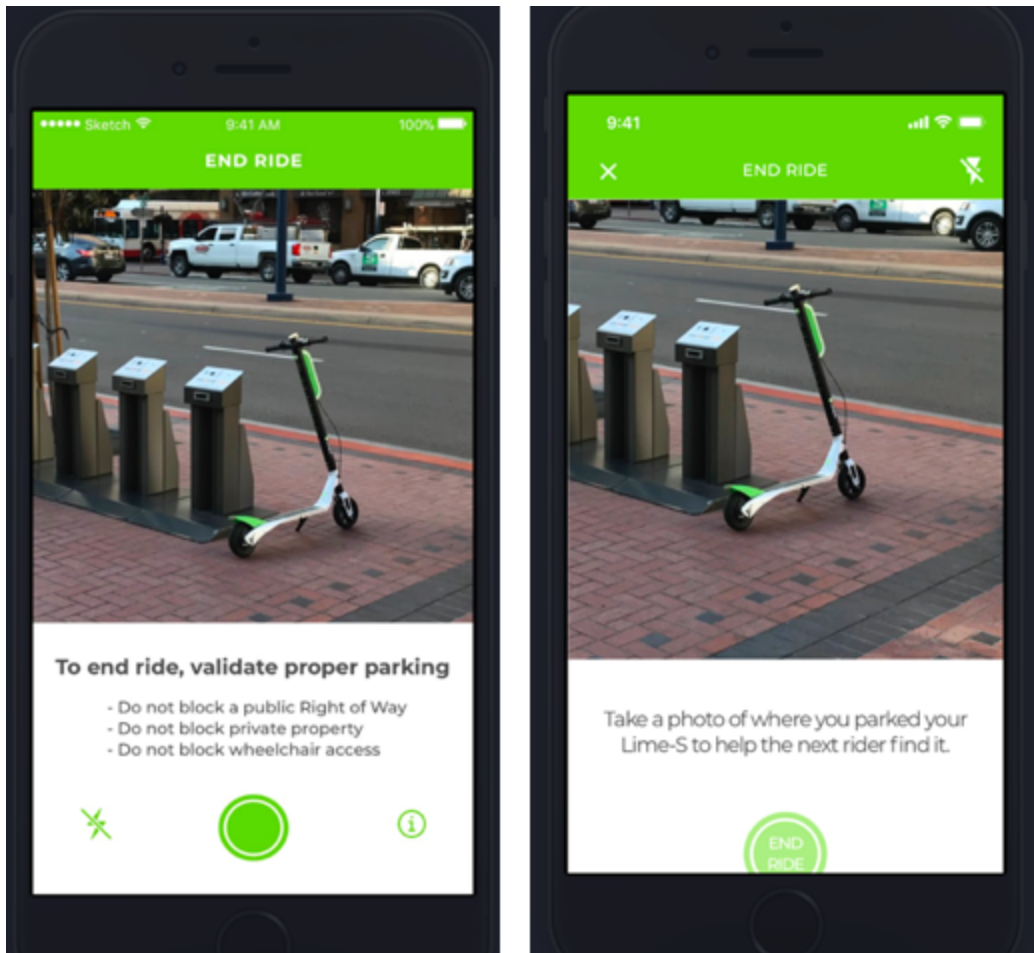 Sketch 9:41 AM 100%
END RIDE
To end ride, validate proper parking
- Do not block a public Right of Way
- Do not block private property
- Do not block wheelchair access
9:41
END RIDE
Take a photo of where you parked your
Lime-S to help the next rider find it.
END
RIDE